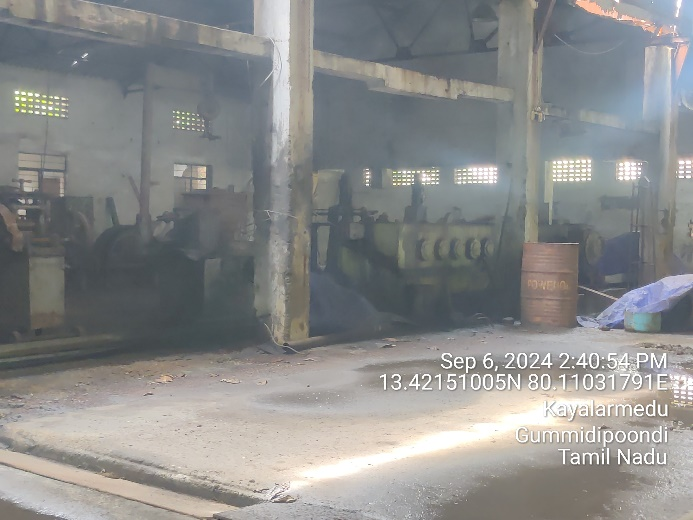 Sep 6, 2024 2:40:54 PM
13.42151005N 80.11031791E
Kayalarmedu
Gummidipoondi
Tamil Nadu